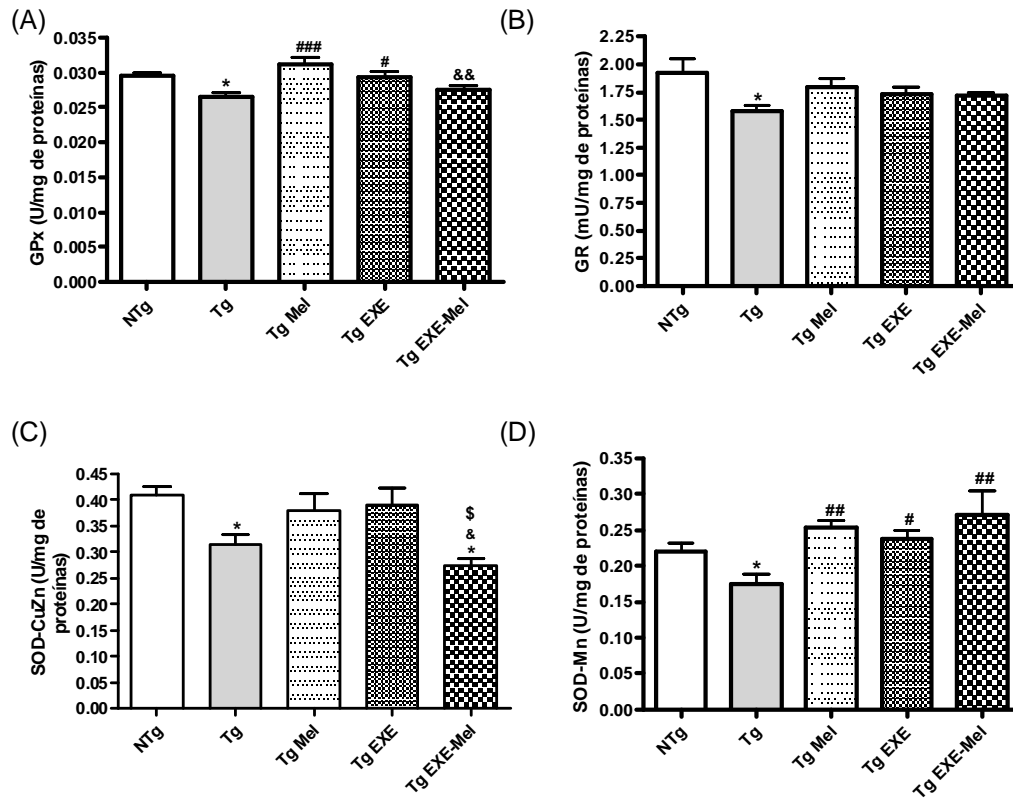 (A)
GPx (U/mg de proteínas)
0.035
0.030
0.025
0.020
0.015
0.010
0.005
0.000
*
###
#
&&
NTg
Tg
Tg Mel
Tg EXE
Tg EXE-Mel
(B)
GR (mU/mg de proteínas)
2.25
2.00
1.75
1.50
1.25
1.00
0.75
0.50
0.25
0.00
*
NTg
Tg
Tg Mel
Tg EXE
Tg EXE-Mel
(C)
SOD-CuZn (U/mg de
proteínas)
0.45
0.40
0.35
0.30
0.25
0.20
0.15
0.10
0.05
0.00
*
$
&
*
NTg
Tg
Tg Mel
Tg EXE
Tg EXE-Mel
(D)
SOD-Mn (U/mg de proteínas)
0.35
0.30
0.25
0.20
0.15
0.10
0.05
0.00
*
##
#
##
NTg
Tg
Tg Mel
Tg EXE
Tg EXE-Mel